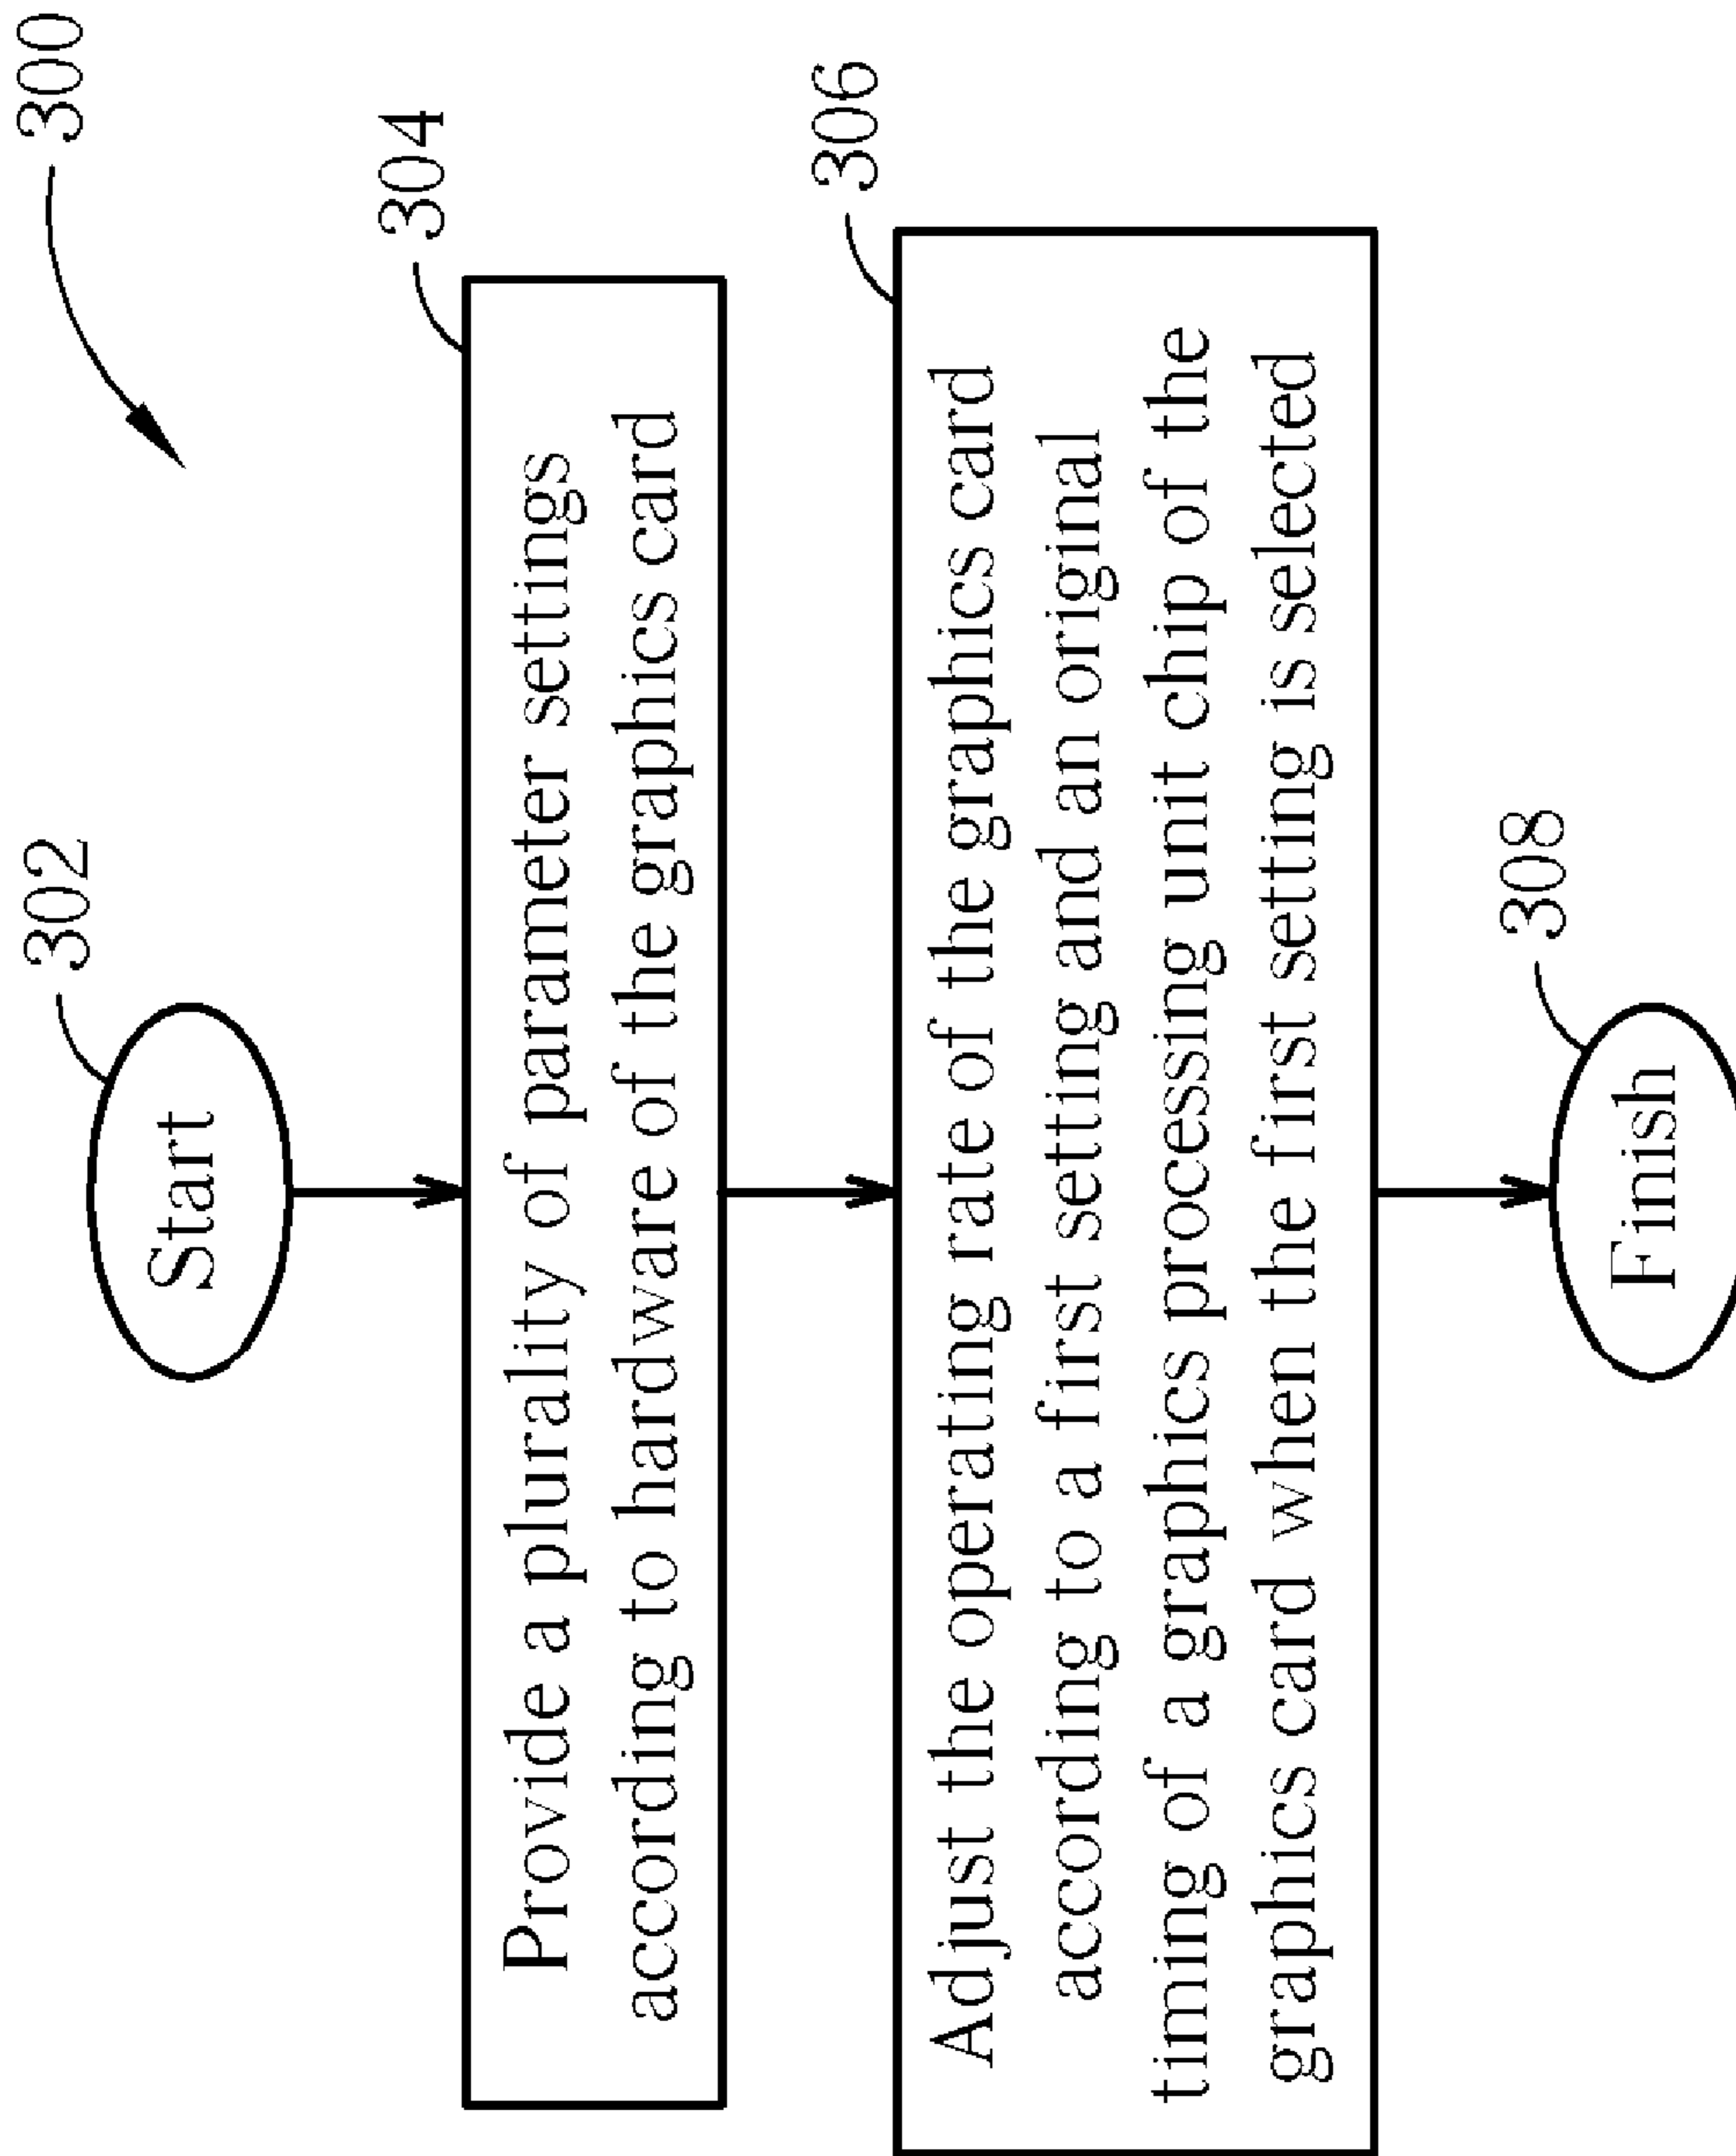 300
302
Start
304
Provide a plurality of parameter settings
according to hardware of the graphics card
306
Adjust the operating rate of the graphics card
according to a first setting and an original
timing of a graphics processing unit chip of the
graphics card when the first setting is selected
308
Finish